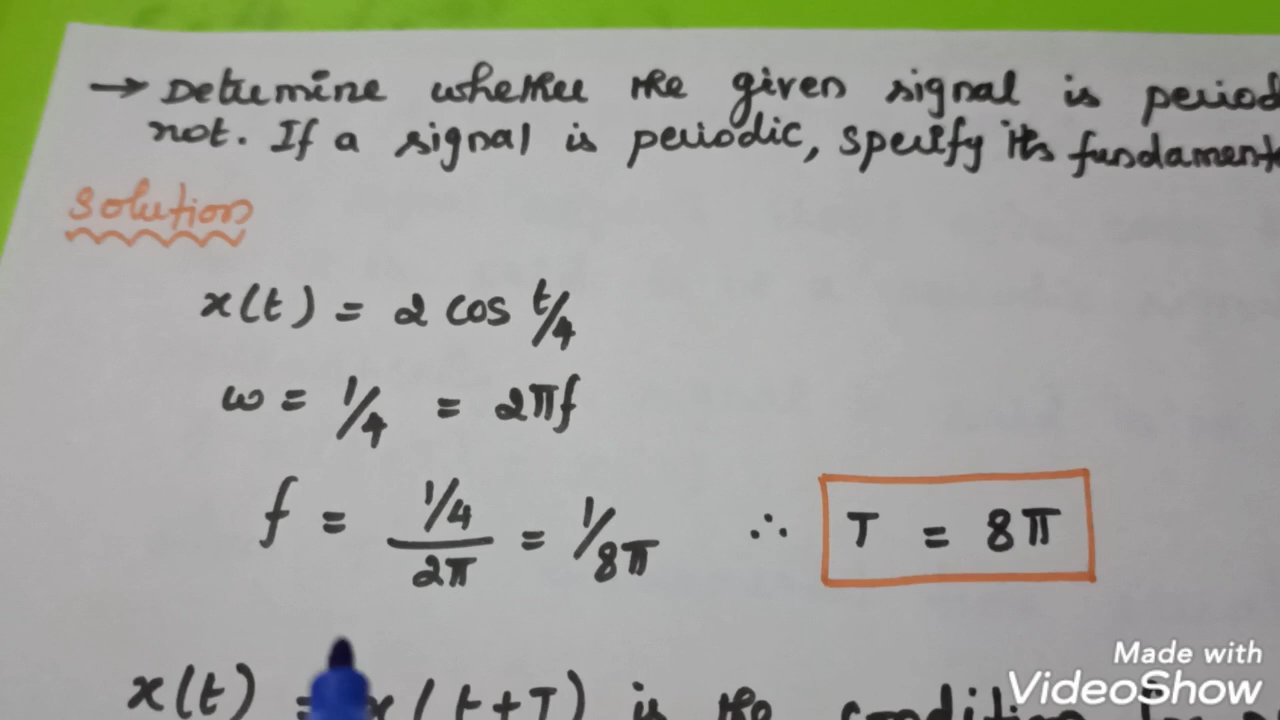 → Determine whether the given signal is period
not. If a signal is periodic, specify its fundament
Solution
x(t) = 2 cos t/4
ω = 1/4 = 2πf
f = 1/4 / 2π = 1/8π ∴ T = 8π
x(t) = x(t+T) is the condition
Made with
VideoShow